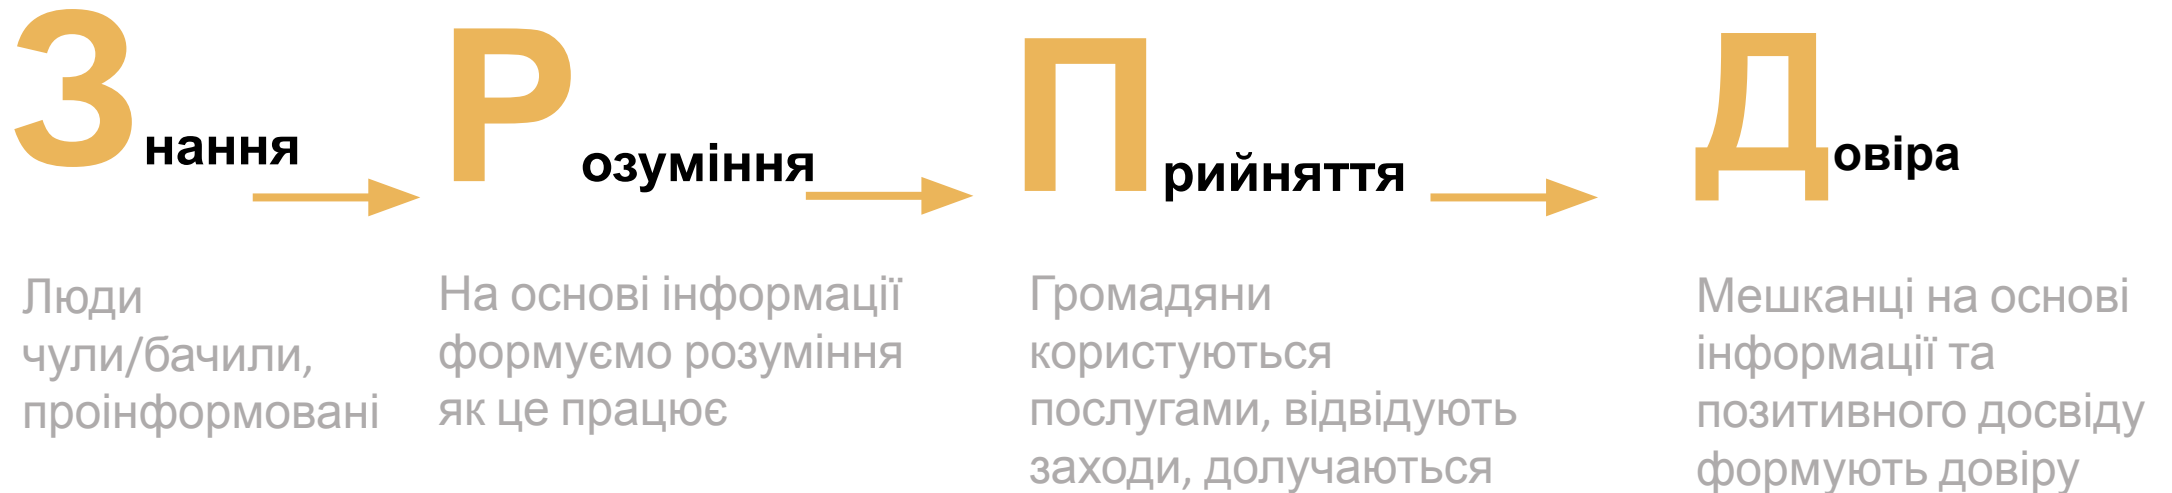 Знання
Розуміння
Прийняття
Довіра
Люди
чули/бачили,
проінформовані
На основі інформації
формуємо розуміння
як це працює
Громадяни
користуються
послугами, відвідують
заходи, долучаються
Мешканці на основі
інформації та
позитивного досвіду
формують довіру